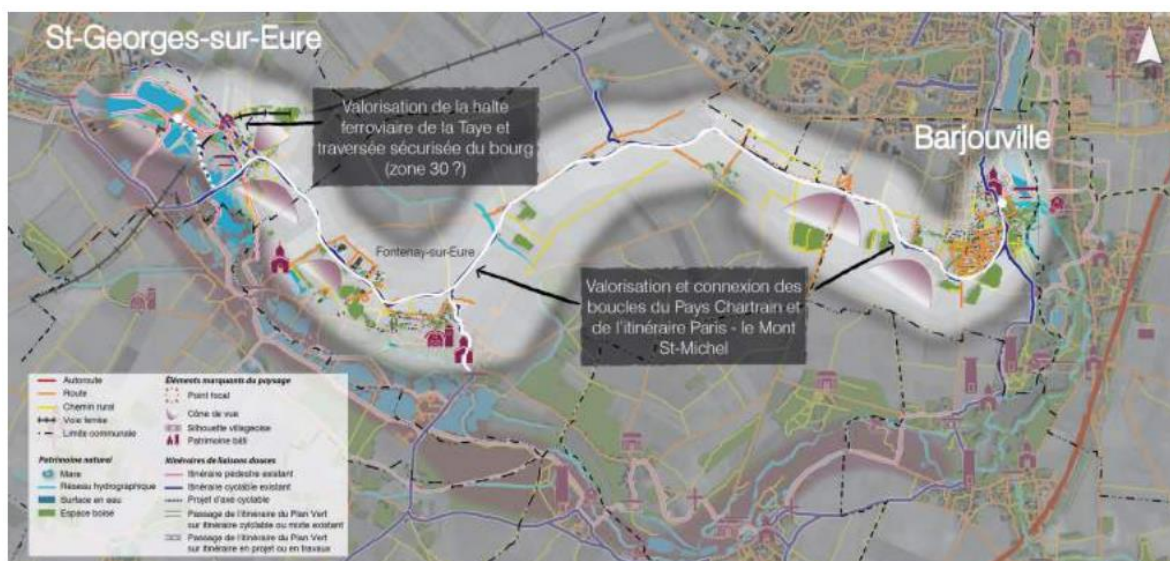 St-Georges-sur-Eure
Valorisation de la halte
ferroviaire de la Taye et
traversée sécurisée du bourg
(zone 30 ?)
Barjouville
Fontenay-sur-Eure
Valorisation et connexion des
boucles du Pays Chartrain et
de l'itinéraire Paris - le Mont
St-Michel
Autoroute
Route
Chemin rural
Voie ferrée
Limite communale
Patrimoine naturel
Mare
Réseau hydrographique
Surface en eau
Espace boisé
Éléments marquants du paysage
Point focal
Cône de vue
Silhouette villageoise
Patrimoine bâti
Itinéraires de liaisons douces
Itinéraire pédestre existant
Itinéraire cyclable existant
Projet d'axe cyclable
Passage de l'itinéraire du Plan Vert
sur itinéraire cyclable ou mixte existant
Passage de l'itinéraire du Plan Vert
sur itinéraire en projet ou en travaux